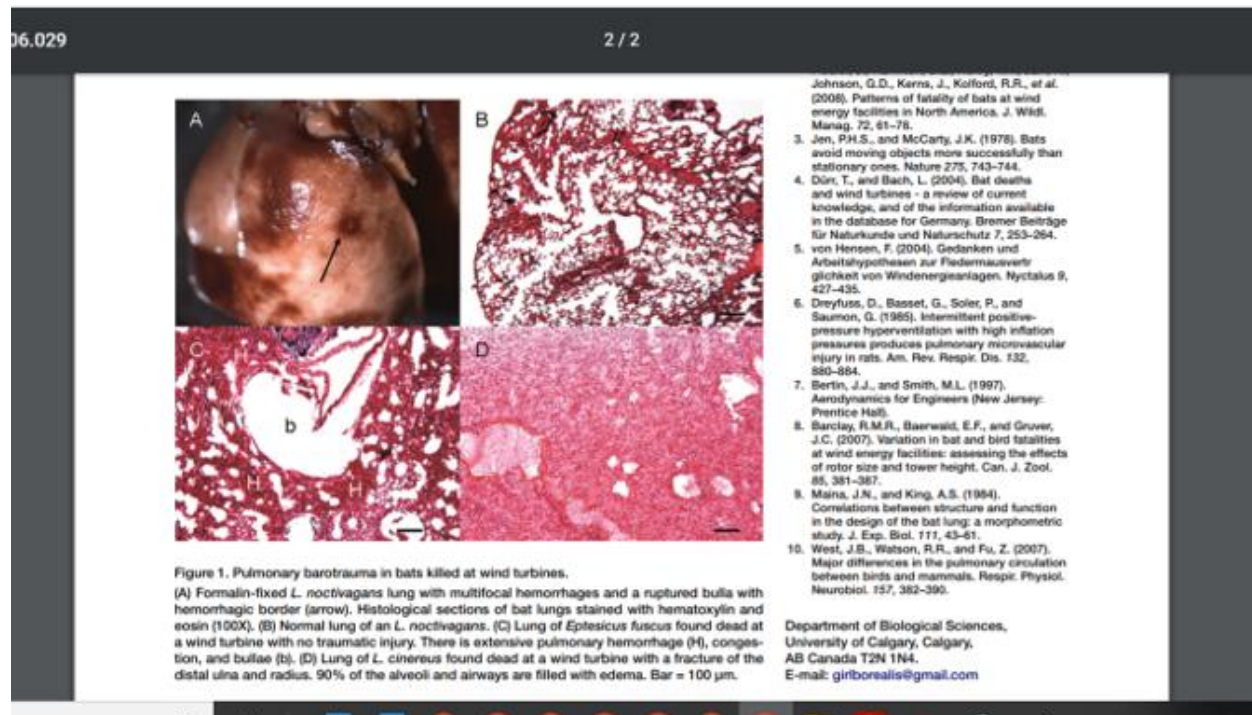 06.029
2 / 2
A
B
C
D
H
b
H
H
Figure 1. Pulmonary barotrauma in bats killed at wind turbines.
(A) Formalin-fixed L. noctivagans lung with multifocal hemorrhages and a ruptured bulla with
hemorrhagic border (arrow). Histological sections of bat lungs stained with hematoxylin and
eosin (100X). (B) Normal lung of an L. noctivagans. (C) Lung of Eptesicus fuscus found dead at
a wind turbine with no traumatic injury. There is extensive pulmonary hemorrhage (H), conges-
tion, and bullae (b). (D) Lung of L. cinereus found dead at a wind turbine with a fracture of the
distal ulna and radius. 90% of the alveoli and airways are filled with edema. Bar = 100 μm.
Johnson, G.D., Kerns, J., Kolford, R.R., et al.
(2008). Patterns of fatality of bats at wind
energy facilities in North America. J. Wildl.
Manag. 72, 61–78.
3. Jen, P.H.S., and McCarty, J.K. (1978). Bats
avoid moving objects more successfully than
stationary ones. Nature 275, 743–744.
4. Dürr, T., and Bach, L. (2004). Bat deaths
and wind turbines - a review of current
knowledge, and of the information available
in the database for Germany. Bremer Beiträge
für Naturkunde und Naturschutz 7, 253–264.
5. von Hensen, F. (2004). Gedanken und
Arbeitshypothesen zur Fledermausvertr
glichkeit von Windenergieanlagen. Nyctalus 9,
427–435.
6. Dreyfuss, D., Basset, G., Soler, P., and
Saumon, G. (1985). Intermittent positive-
pressure hyperventilation with high inflation
pressures produces pulmonary microvascular
injury in rats. Am. Rev. Respir. Dis. 132,
880–884.
7. Bertin, J.J., and Smith, M.L. (1997).
Aerodynamics for Engineers (New Jersey:
Prentice Hall).
8. Barclay, R.M.R., Baerwald, E.F., and Gruver,
J.C. (2007). Variation in bat and bird fatalities
at wind energy facilities: assessing the effects
of rotor size and tower height. Can. J. Zool.
85, 381–387.
9. Maina, J.N., and King, A.S. (1984).
Correlations between structure and function
in the design of the bat lung: a morphometric
study. J. Exp. Biol. 111, 43–61.
10. West, J.B., Watson, R.R., and Fu, Z. (2007).
Major differences in the pulmonary circulation
between birds and mammals. Respir. Physiol.
Neurobiol. 157, 382–390.
Department of Biological Sciences,
University of Calgary, Calgary,
AB Canada T2N 1N4.
E-mail: girlborealis@gmail.com